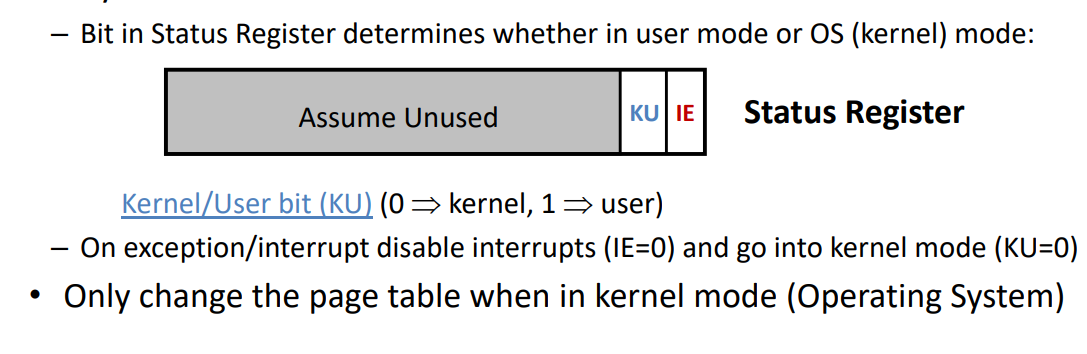 – Bit in Status Register determines whether in user mode or OS (kernel) mode:
Assume Unused KU IE Status Register
Kernel/User bit (KU) (0 ⇒ kernel, 1 ⇒ user)
– On exception/interrupt disable interrupts (IE=0) and go into kernel mode (KU=0)
• Only change the page table when in kernel mode (Operating System)